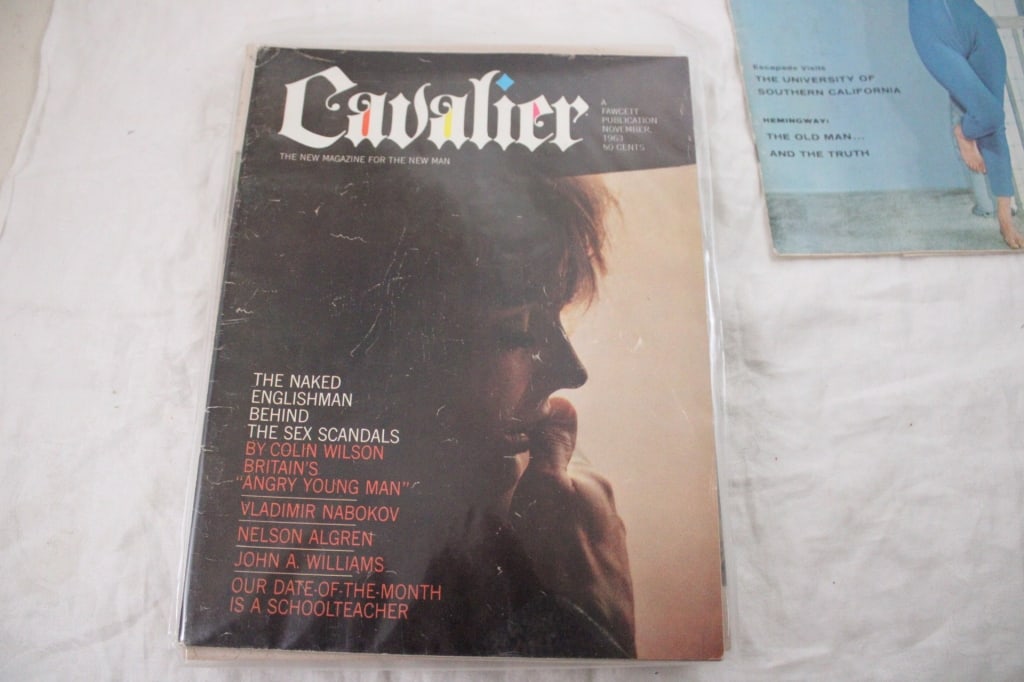 Cavalier
A
FAWCETT
PUBLICATION
NOVEMBER,
1963
50 CENTS
THE NEW MAGAZINE FOR THE NEW MAN
THE NAKED
ENGLISHMAN
BEHIND
THE SEX SCANDALS
BY COLIN WILSON
BRITAIN'S
"ANGRY YOUNG MAN"
VLADIMIR NABOKOV
NELSON ALGREN
JOHN A. WILLIAMS
OUR DATE-OF-THE-MONTH
IS A SCHOOLTEACHER
Escapade Visits
THE UNIVERSITY OF
SOUTHERN CALIFORNIA
HEMINGWAY:
THE OLD MAN...
AND THE TRUTH